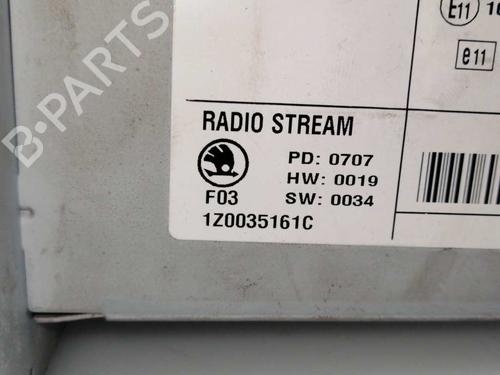 E11
e11
RADIO STREAM
PD: 0707
HW: 0019
F03 SW: 0034
1Z0035161C
B-PARTS